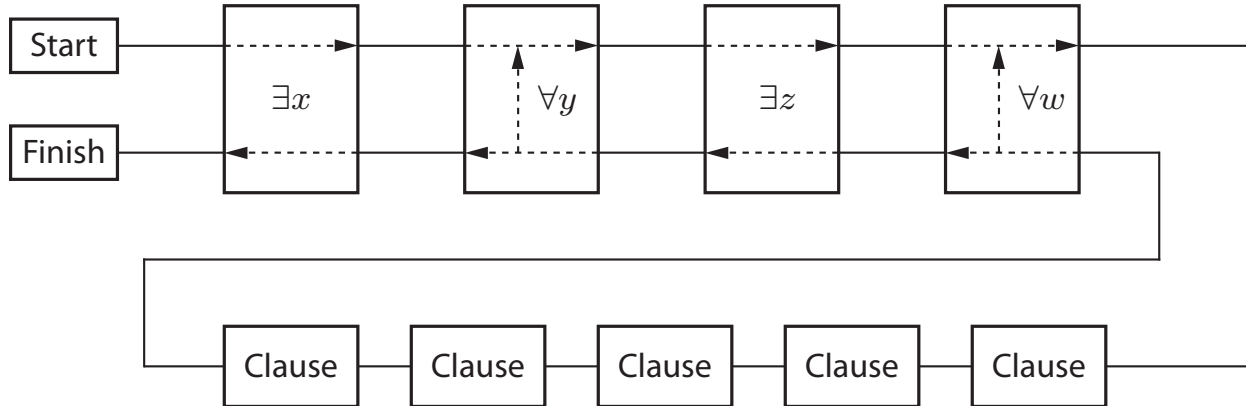 Start
∃x
∀y
∃z
∀w
Finish
Clause Clause Clause Clause Clause